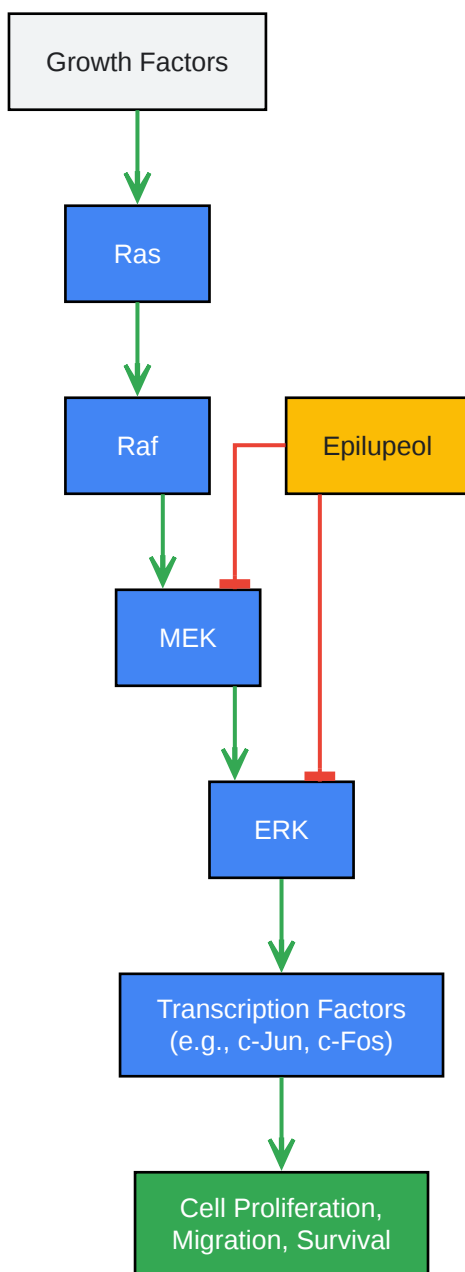 Growth Factors
Ras
Raf
Epilupeol
MEK
ERK
Transcription Factors
(e.g., c-Jun, c-Fos)
Cell Proliferation,
Migration, Survival